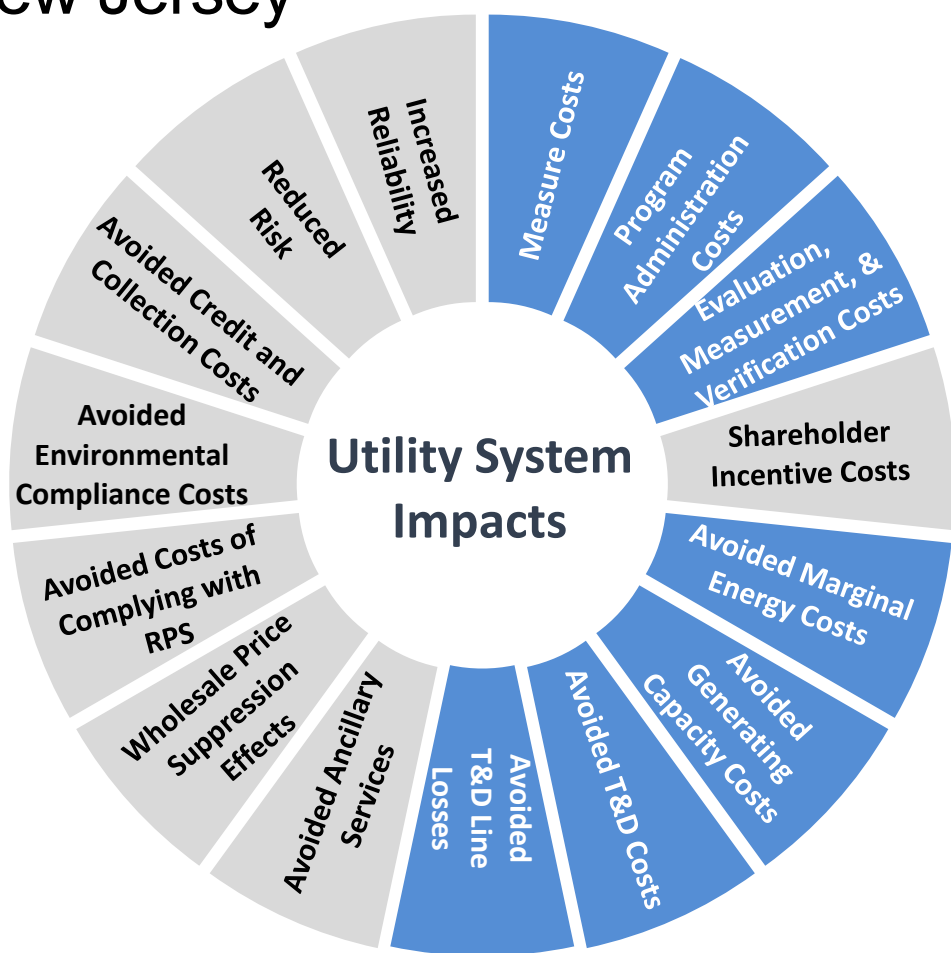 ew Jersey
Measure Costs
Program
Administration
Costs
Evaluation,
Measurement, &
Verification Costs
Shareholder
Incentive Costs
Avoided Marginal
Energy Costs
Avoided
Generating
Capacity Costs
Avoided T&D Costs
Avoided
T&D Line
Losses
Avoided Ancillary
Services
Wholesale Price
Suppression
Effects
Avoided Costs of
Complying with
RPS
Avoided
Environmental
Compliance Costs
Avoided Credit and
Collection Costs
Reduced
Risk
Increased
Reliability
Utility System
Impacts